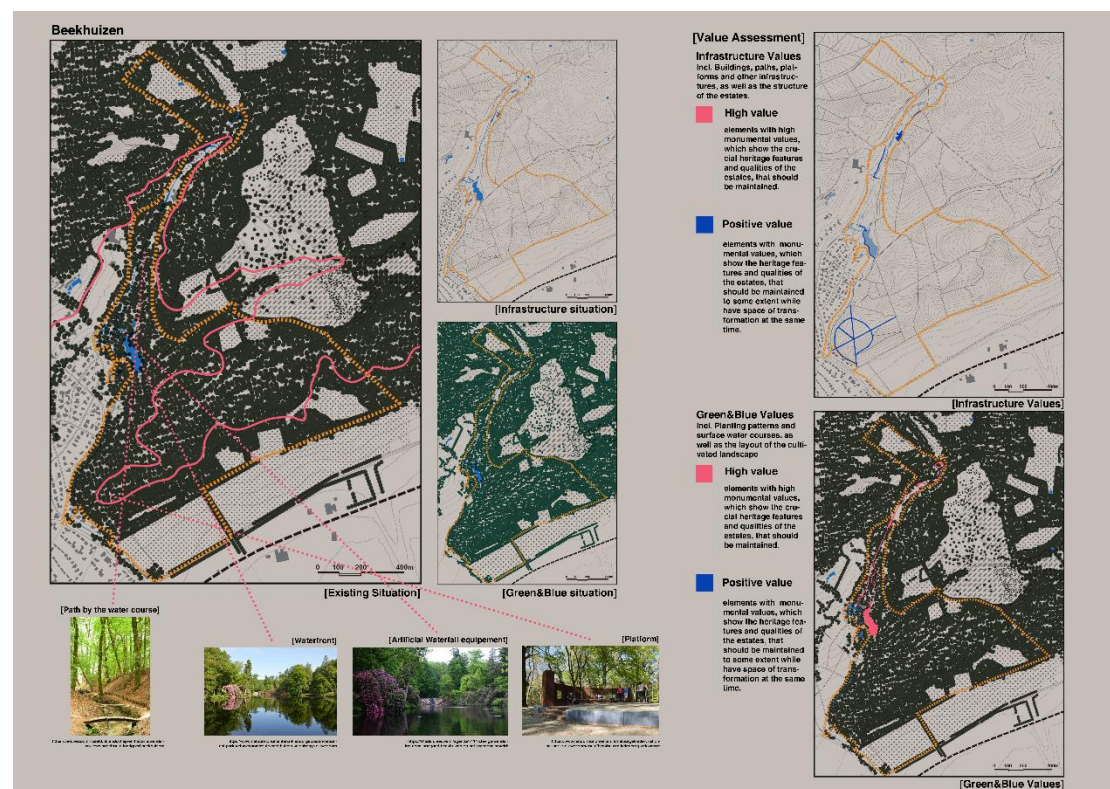 Beekhuizen
0 100 200 400m
[Existing Situation]
[Infrastructure situation]
[Green&Blue situation]
[Path by the water course]
[Waterfront]
[Artificial Waterfall equipement]
[Platform]
[Value Assessment]
Infrastructure Values
Incl. Buildings, paths, plat-
forms and other infrastruc-
tures, as well as the structure
of the estates.
High value
elements with high
monumental values,
which show the cru-
cial heritage features
and qualities of the
estates, that should
be maintained.
Positive value
elements with monu-
mental values, which
show the heritage fea-
tures and qualities of
the estates, that
should be maintained
to some extent while
have space of trans-
formation at the same
time.
[Infrastructure Values]
Green&Blue Values
Incl. Planting patterns and
surface water courses, as
well as the layout of the culti-
vated landscape
High value
elements with high
monumental values,
which show the cru-
cial heritage features
and qualities of the
estates, that should
be maintained.
Positive value
elements with monu-
mental values, which
show the heritage fea-
tures and qualities of
the estates, that
should be maintained
to some extent while
have space of trans-
formation at the same
time.
[Green&Blue Values]